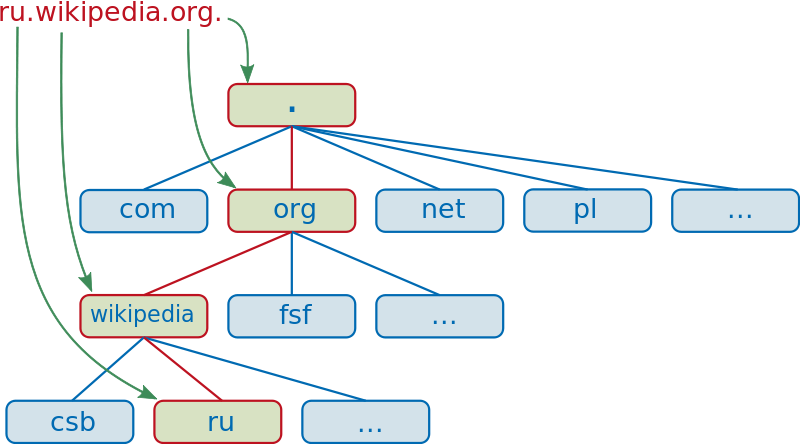 ru.wikipedia.org.
.
com org net pl ...
wikipedia fsf ...
csb ru ...